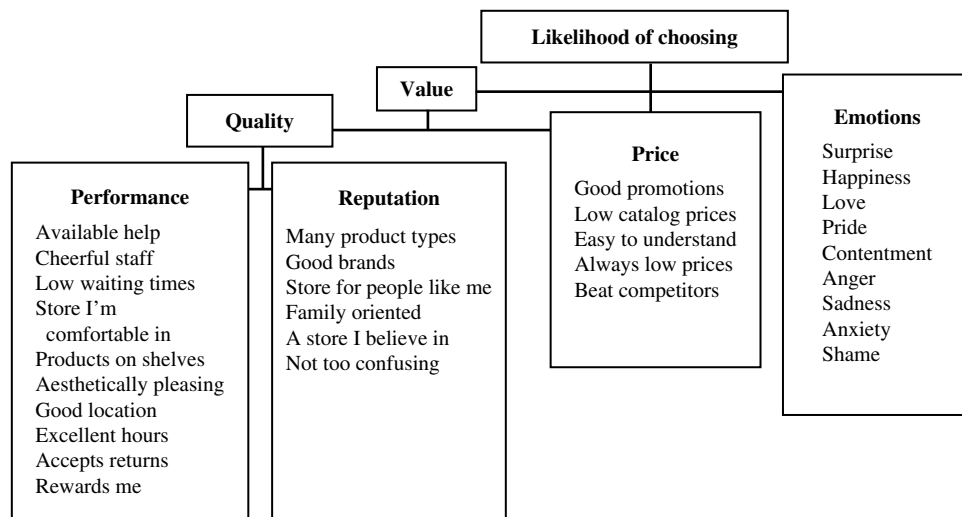 Likelihood of choosing
Value
Quality
Performance
Available help
Cheerful staff
Low waiting times
Store I’m
comfortable in
Products on shelves
Aesthetically pleasing
Good location
Excellent hours
Accepts returns
Rewards me
Reputation
Many product types
Good brands
Store for people like me
Family oriented
A store I believe in
Not too confusing
Price
Good promotions
Low catalog prices
Easy to understand
Always low prices
Beat competitors
Emotions
Surprise
Happiness
Love
Pride
Contentment
Anger
Sadness
Anxiety
Shame